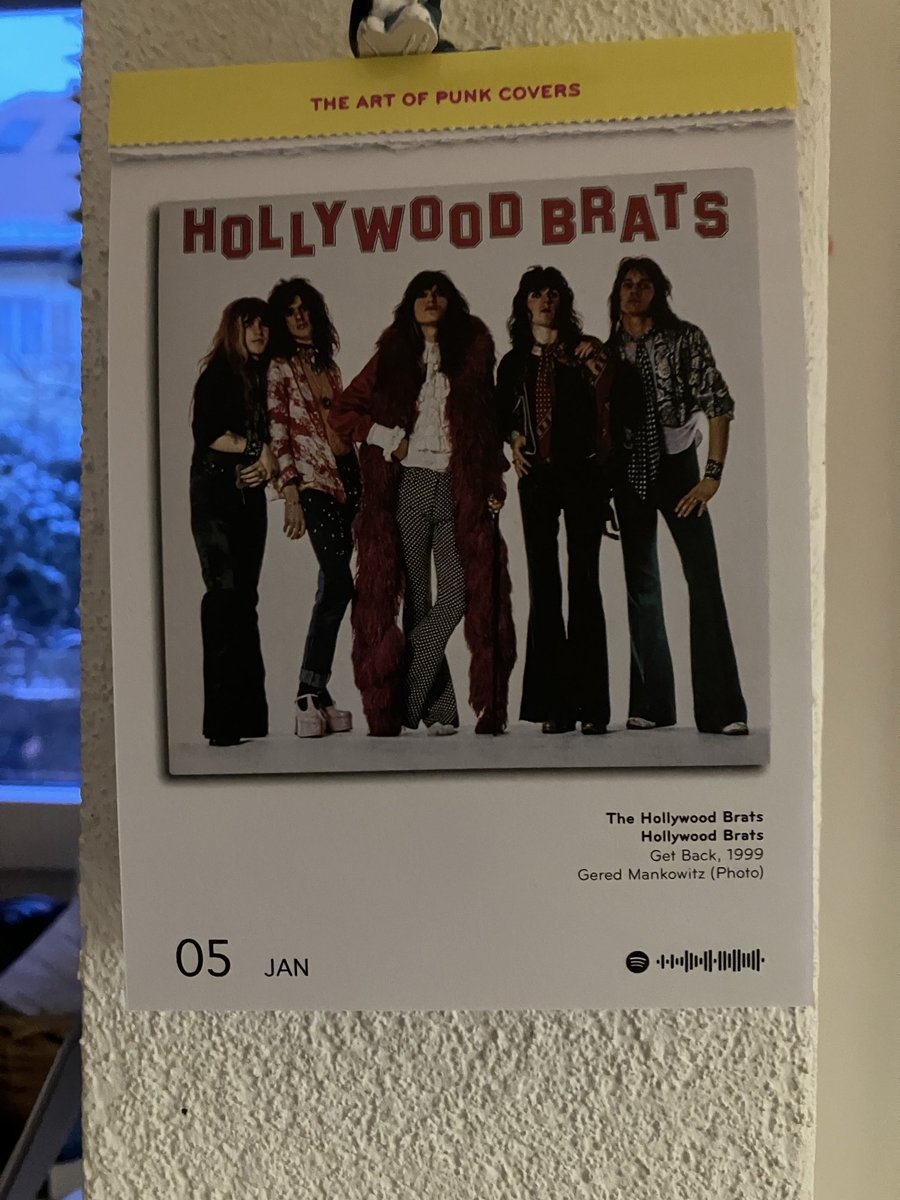 THE ART OF PUNK COVERS
HOLLYWOOD BRATS
The Hollywood Brats
Hollywood Brats
Get Back, 1999
Gered Mankowitz (Photo)
05 JAN